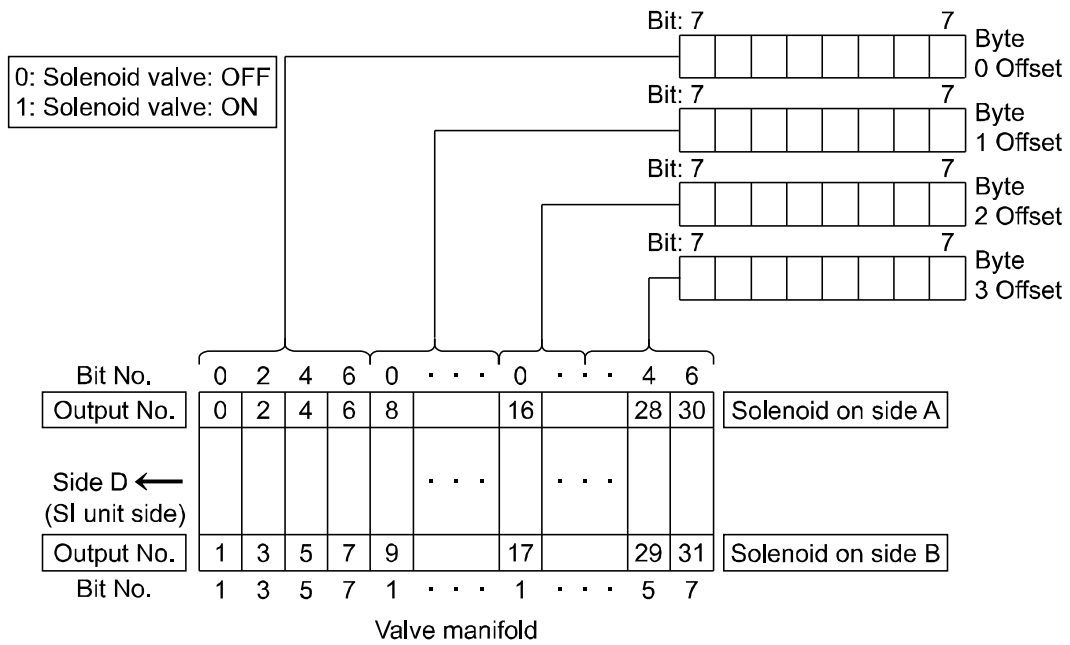 Bit: 7 7
Byte
0 Offset
0: Solenoid valve: OFF
1: Solenoid valve: ON
Bit: 7 7
Byte
1 Offset
Bit: 7 7
Byte
2 Offset
Bit: 7 7
Byte
3 Offset
Bit No. 0 2 4 6 0 · · · 0 · · · 4 6
Output No. 0 2 4 6 8 16 28 30 Solenoid on side A
Side D ← · · · · · ·
(SI unit side)
Output No. 1 3 5 7 9 17 29 31 Solenoid on side B
Bit No. 1 3 5 7 1 · · · 1 · · · 5 7
Valve manifold